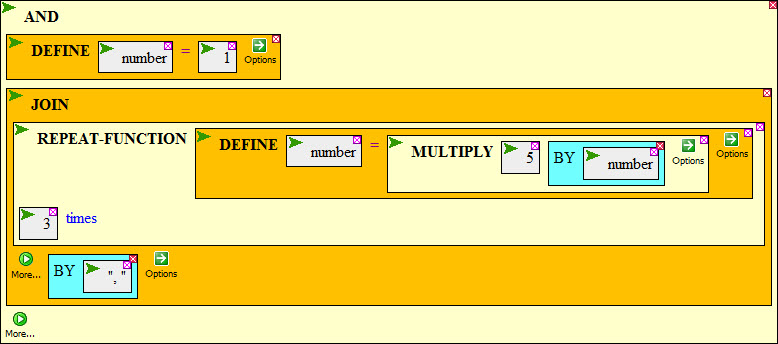 AND
DEFINE number = 1 Options
JOIN
REPEAT-FUNCTION DEFINE number = MULTIPLY 5 BY number Options Options
3 times
More... BY "," Options
More...